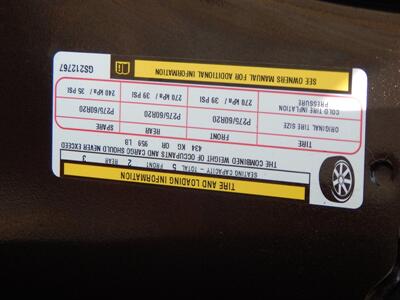 TIRE AND LOADING INFORMATION
SEATING CAPACITY - TOTAL 5 FRONT 2 REAR 3
THE COMBINED WEIGHT OF OCCUPANTS AND CARGO SHOULD NEVER EXCEED
434 KG OR 959 LB
TIRE FRONT REAR SPARE
ORIGINAL TIRE SIZE P275/60R20 P275/60R20 P275/60R20
COLD TIRE INFLATION PRESSURE 270 kPa / 39 PSI 270 kPa / 39 PSI 240 kPa / 35 PSI
SEE OWNERS MANUAL FOR ADDITIONAL INFORMATION
GS212767